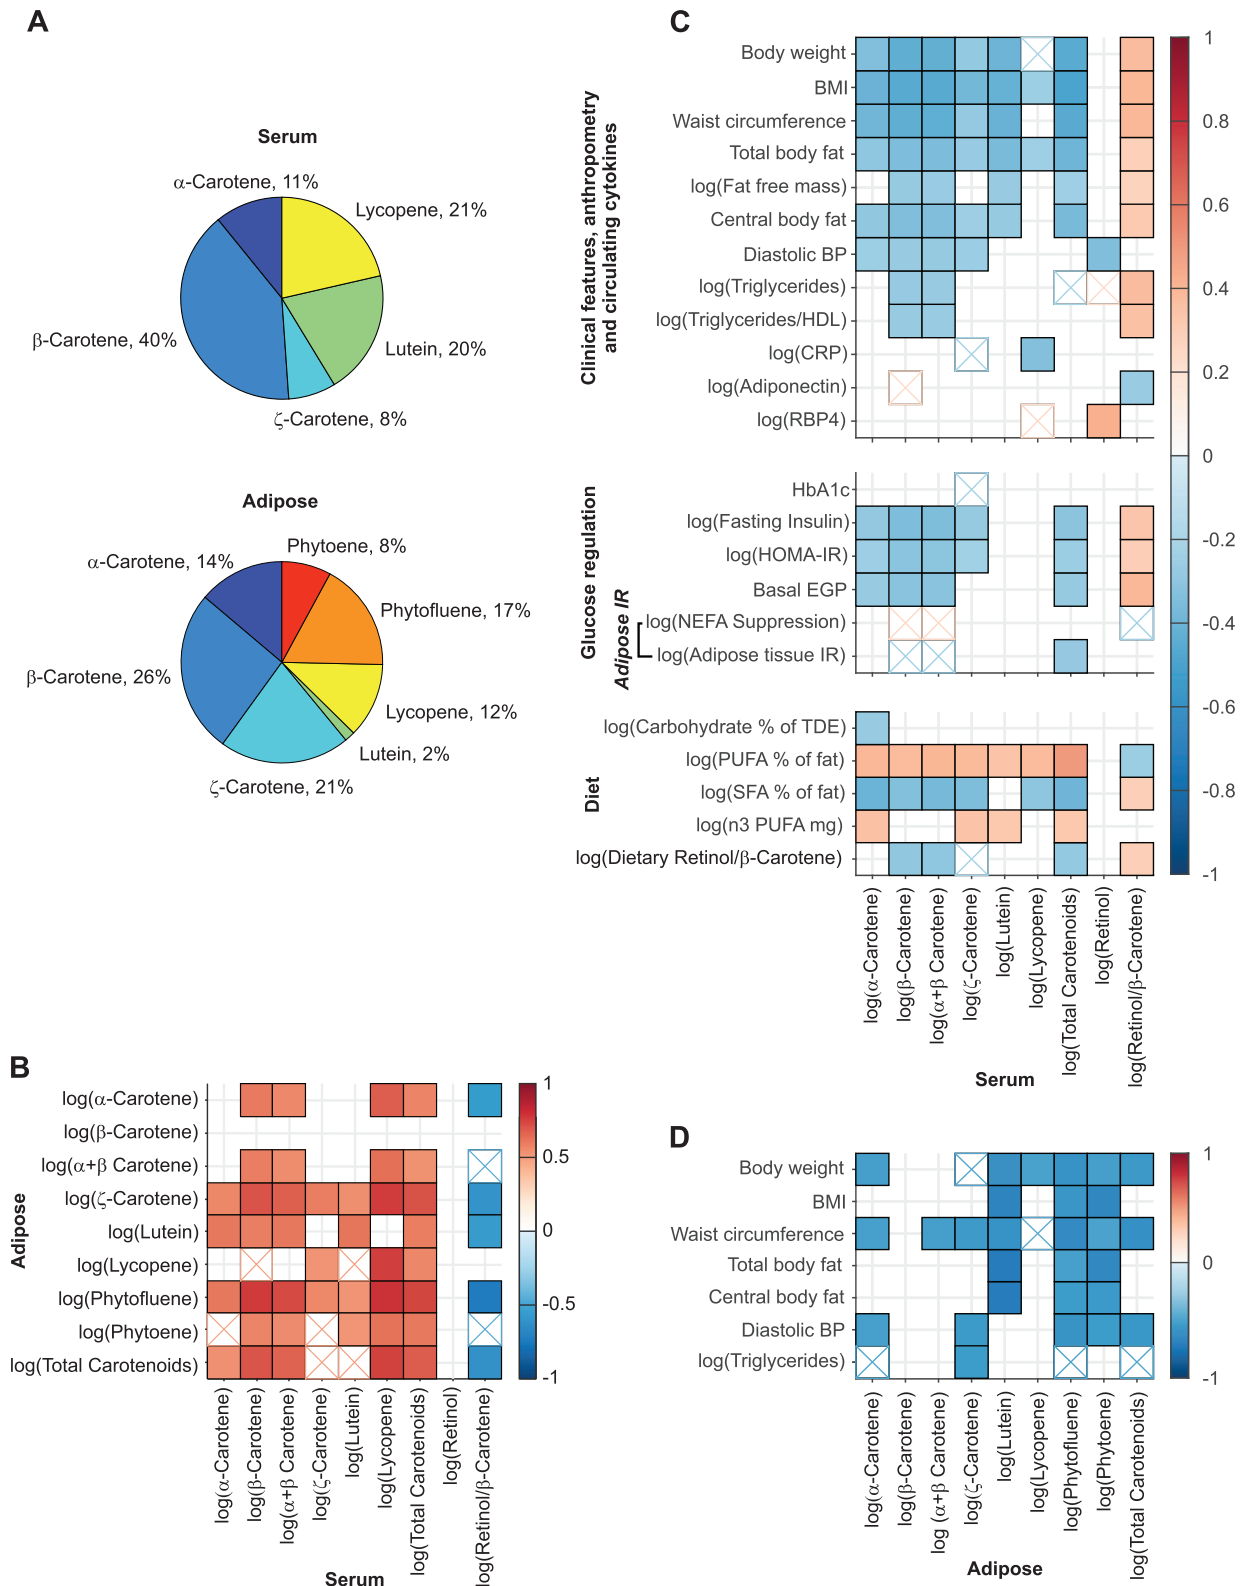 A
Serum
α-Carotene, 11%
Lycopene, 21%
β-Carotene, 40%
Lutein, 20%
ζ-Carotene, 8%
Adipose
Phytoene, 8%
α-Carotene, 14%
Phytofluene, 17%
β-Carotene, 26%
Lycopene, 12%
Lutein, 2%
ζ-Carotene, 21%
B
Adipose
log(α-Carotene)
log(β-Carotene)
log(α+β Carotene)
log(ζ-Carotene)
log(Lutein)
log(Lycopene)
log(Phytofluene)
log(Phytoene)
log(Total Carotenoids)
log(α-Carotene)
log(β-Carotene)
log(α+β Carotene)
log(ζ-Carotene)
log(Lutein)
log(Lycopene)
log(Total Carotenoids)
log(Retinol)
log(Retinol/β-Carotene)
Serum
1
0.5
0
-0.5
-1
C
Clinical features, anthropometry
and circulating cytokines
Body weight
BMI
Waist circumference
Total body fat
log(Fat free mass)
Central body fat
Diastolic BP
log(Triglycerides)
log(Triglycerides/HDL)
log(CRP)
log(Adiponectin)
log(RBP4)
Glucose regulation
Adipose IR
HbA1c
log(Fasting Insulin)
log(HOMA-IR)
Basal EGP
log(NEFA Suppression)
log(Adipose tissue IR)
Diet
log(Carbohydrate % of TDE)
log(PUFA % of fat)
log(SFA % of fat)
log(n3 PUFA mg)
log(Dietary Retinol/β-Carotene)
log(α-Carotene)
log(β-Carotene)
log(α+β Carotene)
log(ζ-Carotene)
log(Lutein)
log(Lycopene)
log(Total Carotenoids)
log(Retinol)
log(Retinol/β-Carotene)
Serum
1
0.8
0.6
0.4
0.2
0
-0.2
-0.4
-0.6
-0.8
-1
D
Body weight
BMI
Waist circumference
Total body fat
Central body fat
Diastolic BP
log(Triglycerides)
log(α-Carotene)
log(β-Carotene)
log (α+β Carotene)
log(ζ-Carotene)
log(Lutein)
log(Lycopene)
log(Phytofluene)
log(Phytoene)
log(Total Carotenoids)
Adipose
1
0
-1